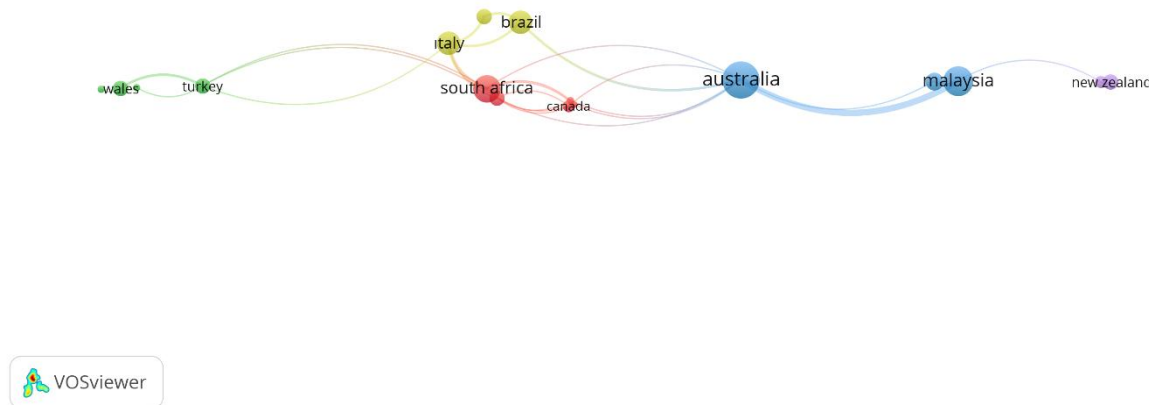 brazil
italy
wales
turkey
south africa
canada
australia
malaysia
new zealand
VOSviewer